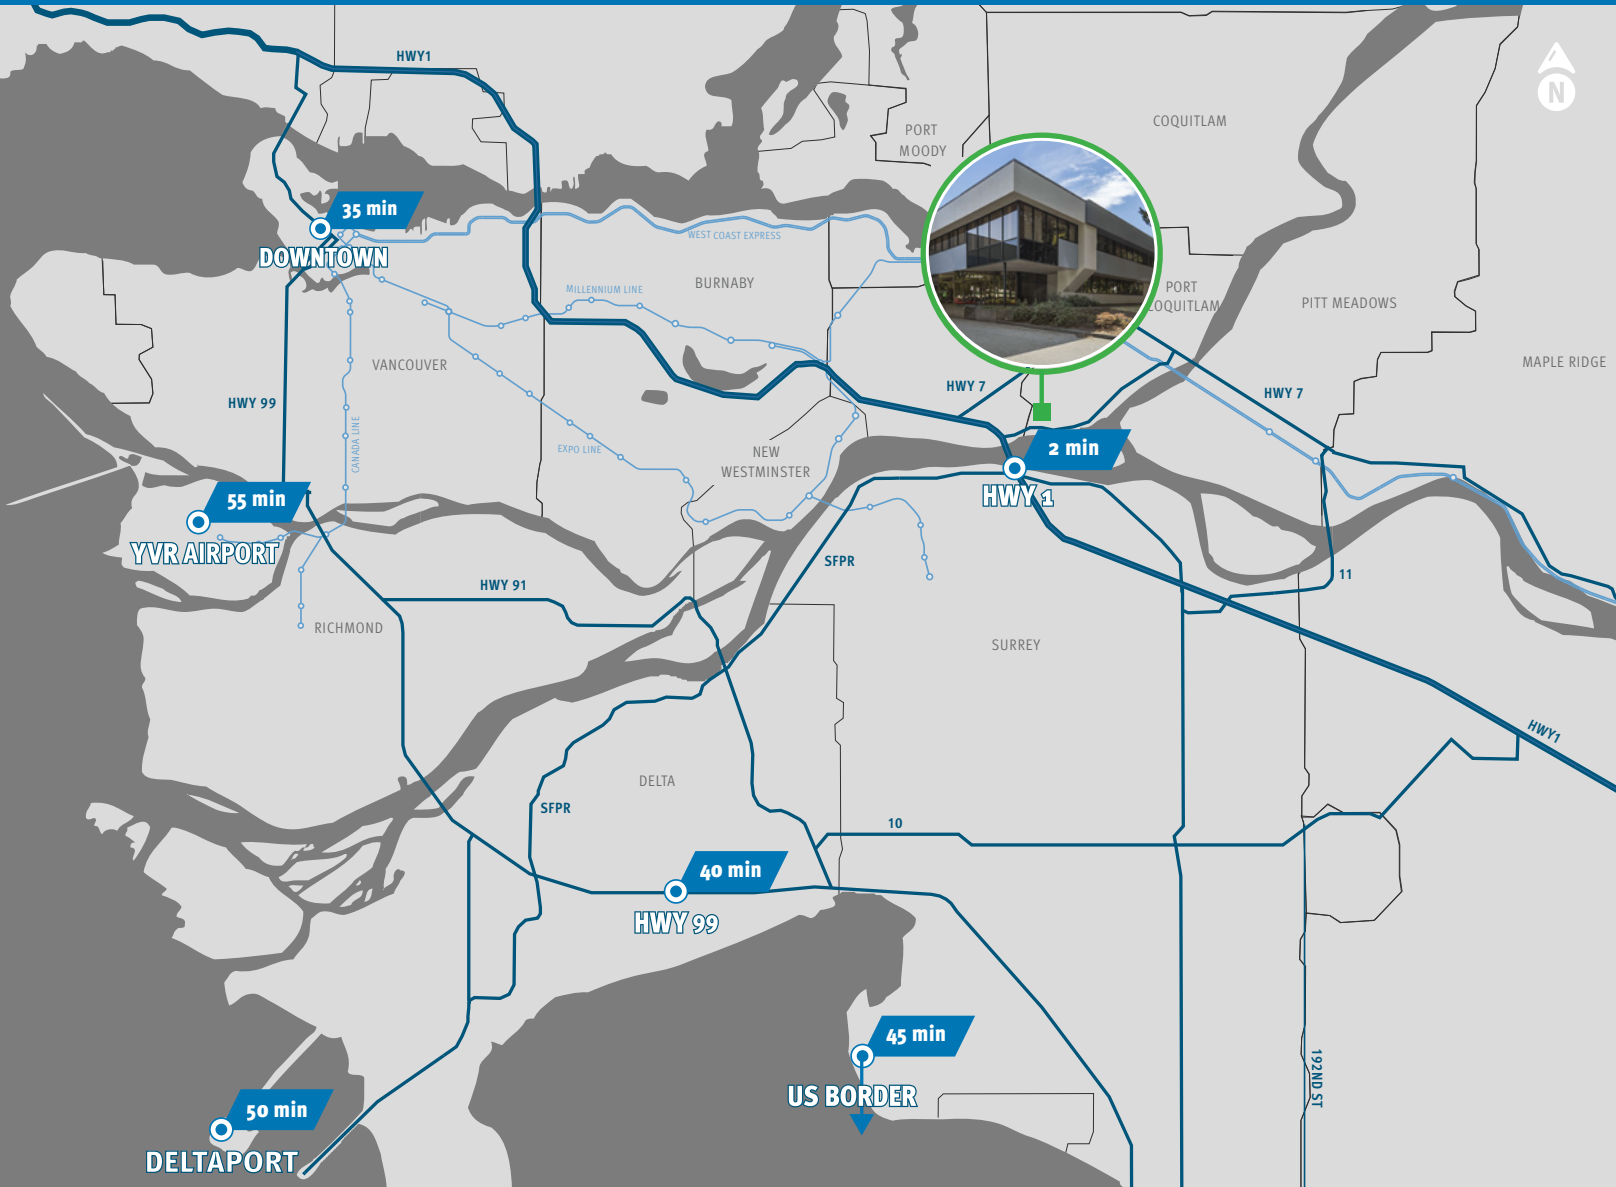 HWY1
N
COQUITLAM
PORT
MOODY
35 min
DOWNTOWN
WEST COAST EXPRESS
BURNABY
MILLENNIUM LINE
PORT
COQUITLAM
PITT MEADOWS
VANCOUVER
MAPLE RIDGE
HWY 99
HWY 7
HWY 7
CANADA LINE
EXPO LINE
NEW
WESTMINSTER
2 min
HWY 1
55 min
YVR AIRPORT
SFPR
11
HWY 91
RICHMOND
SURREY
HWY1
DELTA
SFPR
10
40 min
HWY 99
45 min
US BORDER
192ND ST
50 min
DELTAPORT